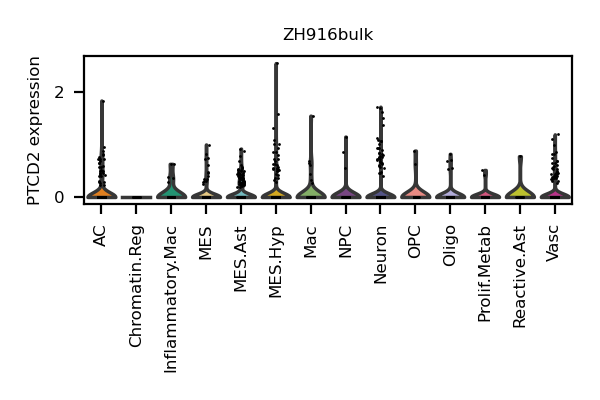 ZH916bulk
PTCD2 expression
2
0
AC
Chromatin.Reg
Inflammatory.Mac
MES
MES.Ast
MES.Hyp
Mac
NPC
Neuron
OPC
Oligo
Prolif.Metab
Reactive.Ast
Vasc